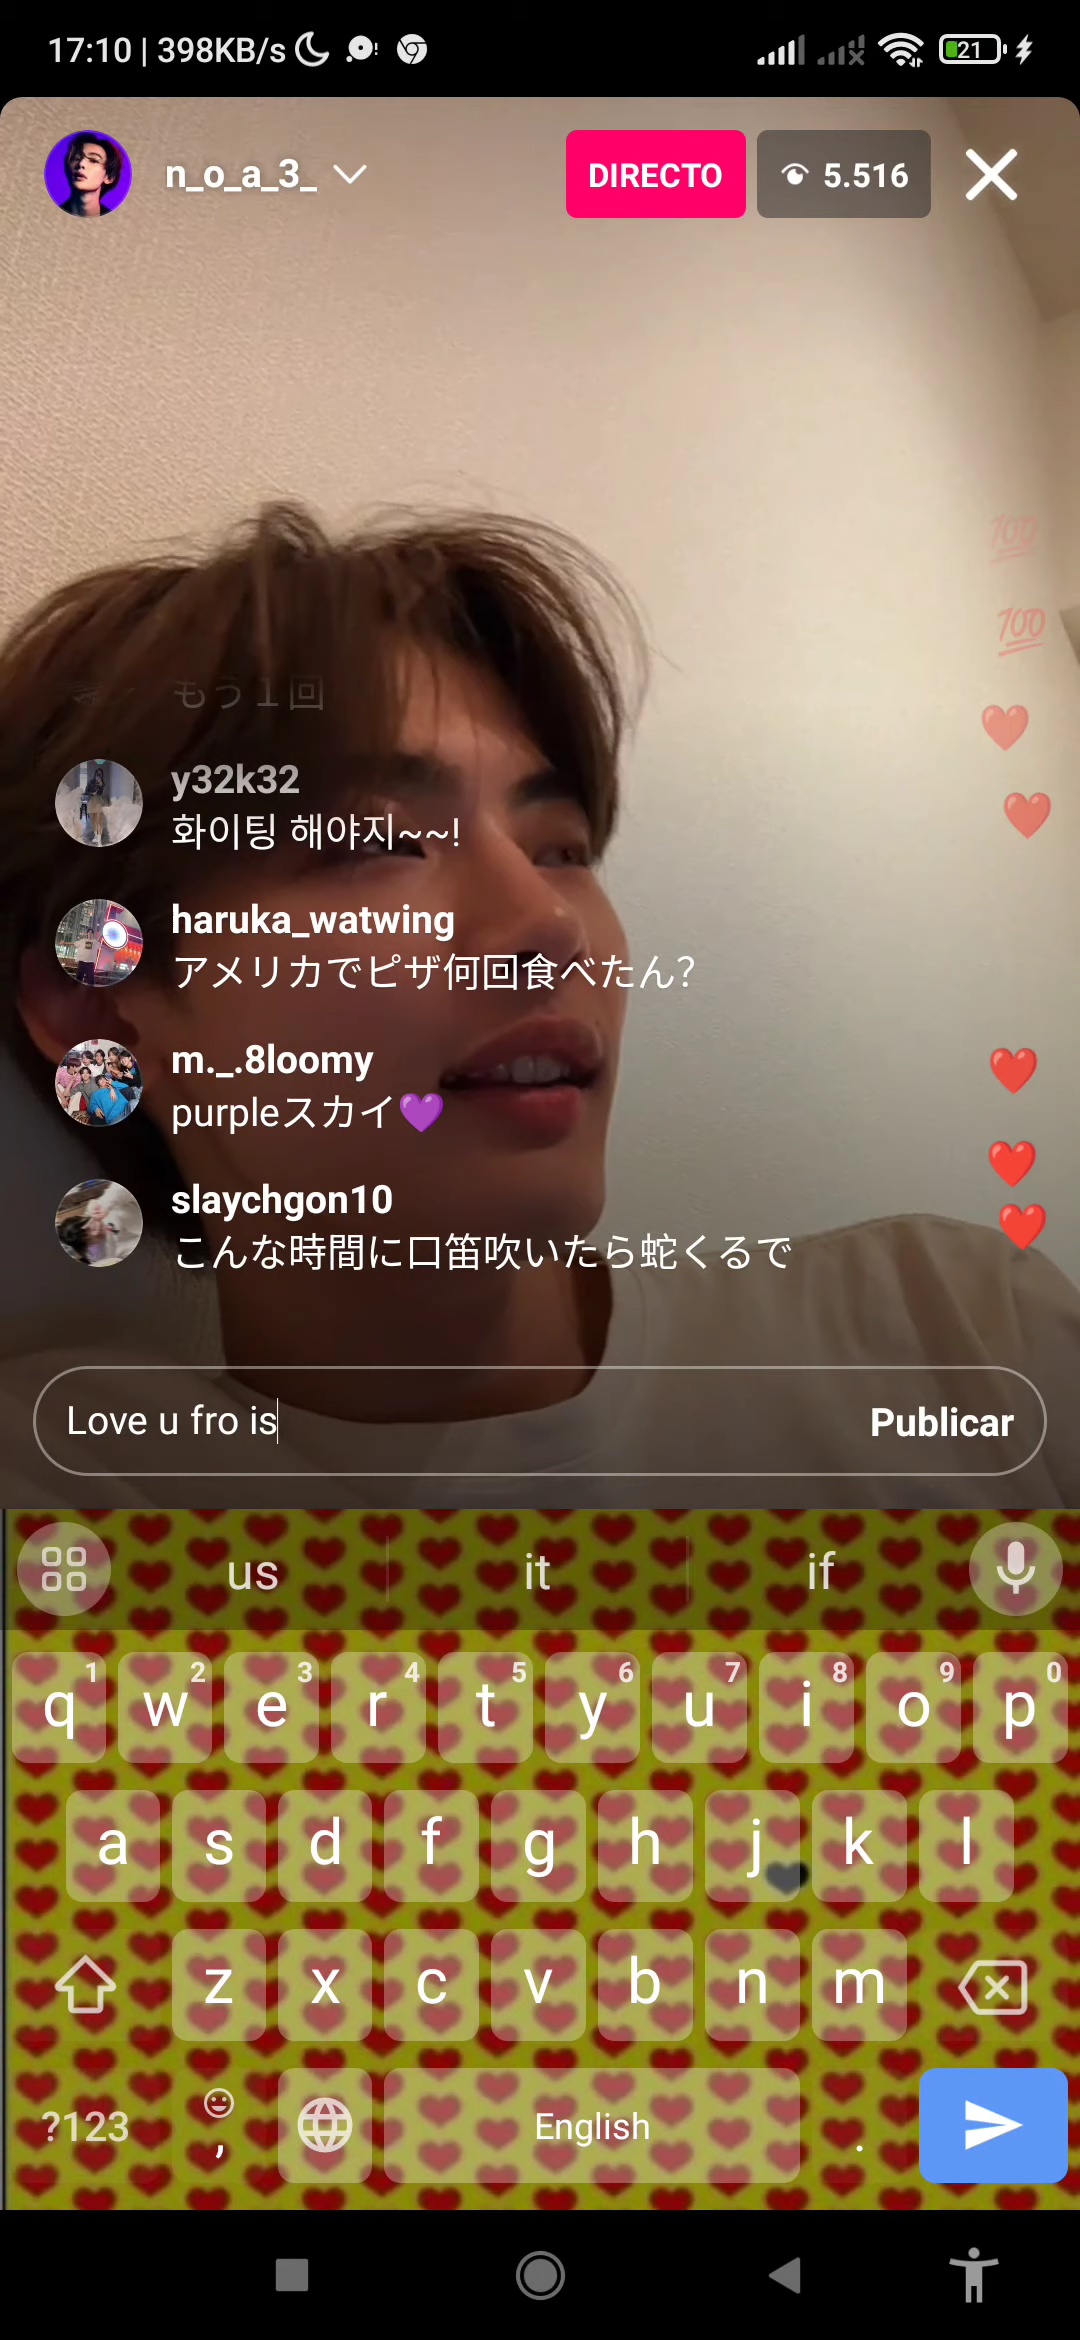 17:10 | 398KB/s 21
n_o_a_3_ DIRECTO 5.516
もう１回
y32k32
화이팅 해야지~~!
haruka_watwing
アメリカでピザ何回食べたん？
m._.8loomy
purpleスカイ💜
slaychgon10
こんな時間に口笛吹いたら蛇くるで
Love u fro is Publicar
us it if
1 2 3 4 5 6 7 8 9 0
q w e r t y u i o p
a s d f g h j k l
z x c v b n m
?123 , English .